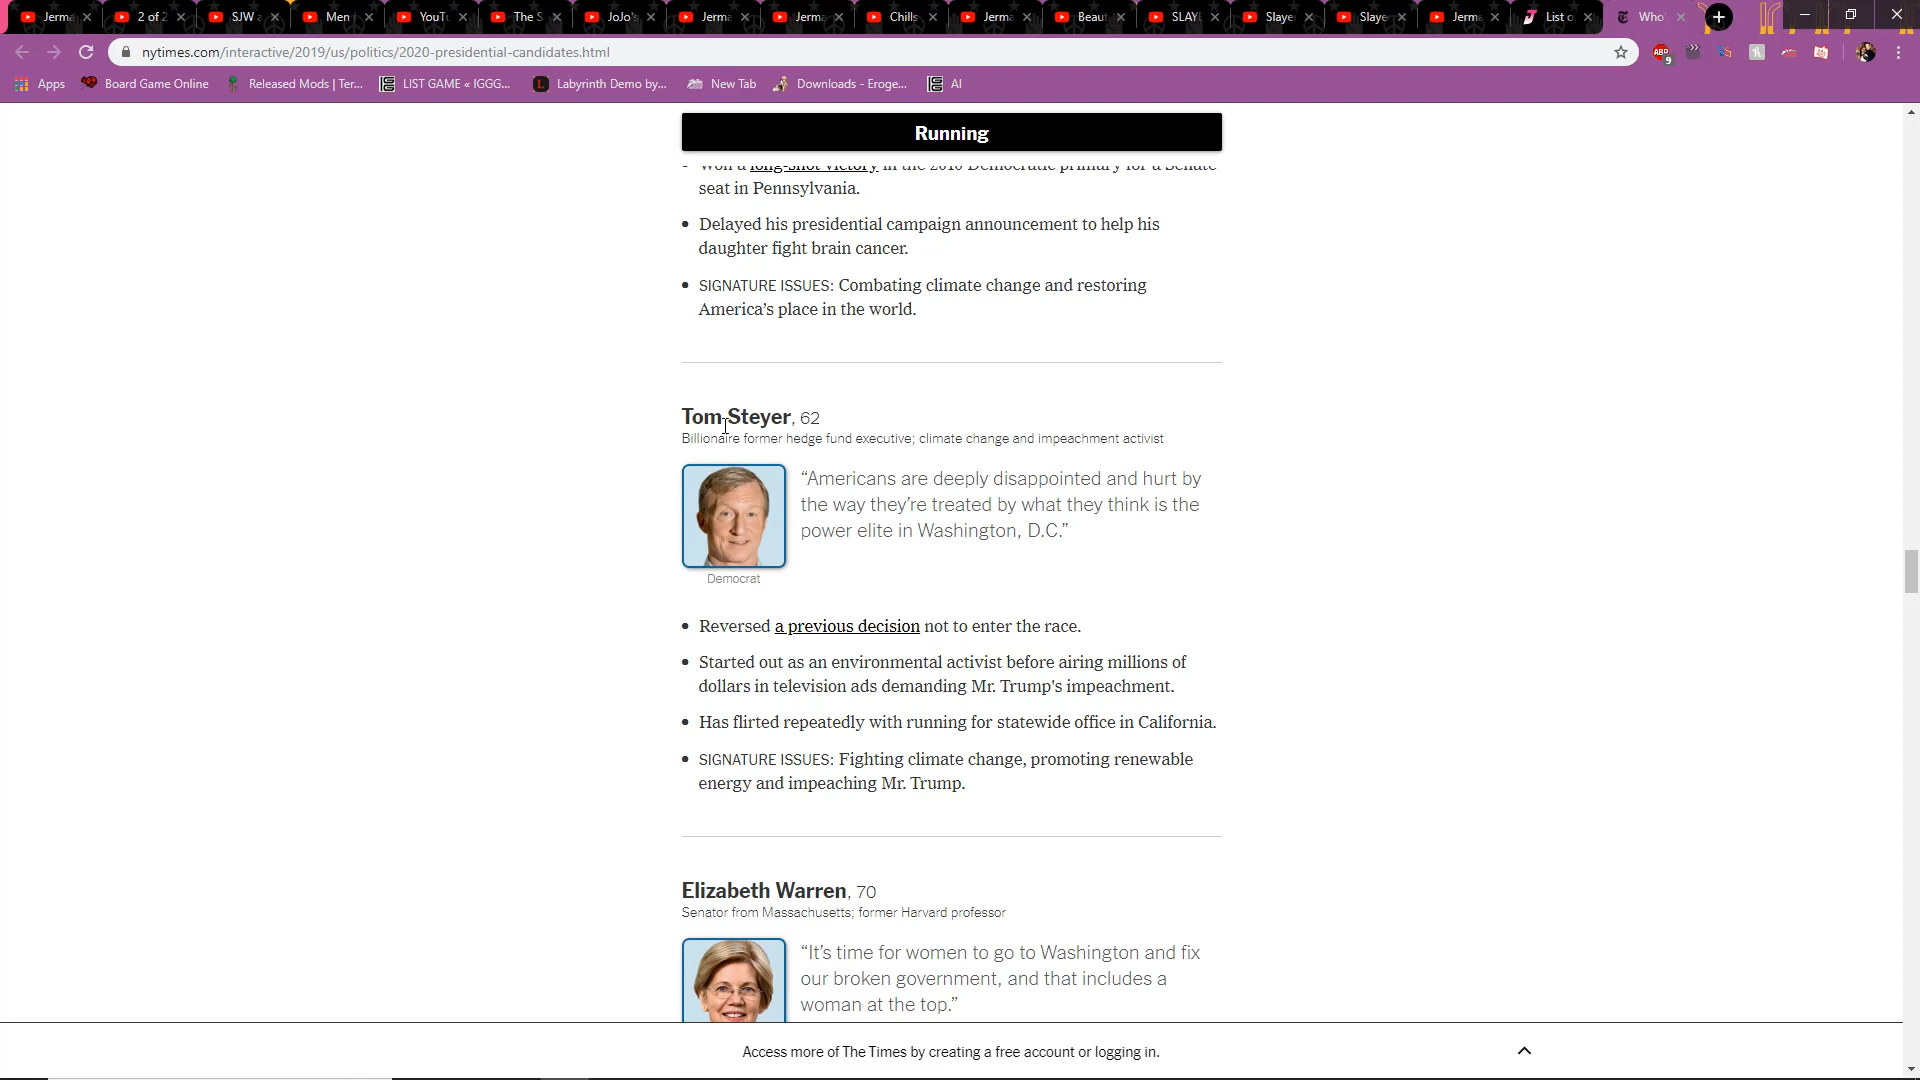 Jerma
2 of 2
SJW a
Men
YouTu
The S
JoJo's
Jerma
Jerma
Chills
Jerma
Beaut
SLAYE
Slaye
Slaye
Jerma
List o
Who'
nytimes.com/interactive/2019/us/politics/2020-presidential-candidates.html
ABP
9
Apps
Board Game Online
Released Mods | Ter...
LIST GAME « IGGG...
Labyrinth Demo by...
New Tab
Downloads - Eroge...
AI
Running
Won a long-shot victory in the 2010 Democratic primary for a Senate
seat in Pennsylvania.
• Delayed his presidential campaign announcement to help his
daughter fight brain cancer.
• SIGNATURE ISSUES: Combating climate change and restoring
America’s place in the world.
Tom Steyer, 62
Billionaire former hedge fund executive; climate change and impeachment activist
“Americans are deeply disappointed and hurt by
the way they’re treated by what they think is the
power elite in Washington, D.C.”
Democrat
• Reversed a previous decision not to enter the race.
• Started out as an environmental activist before airing millions of
dollars in television ads demanding Mr. Trump's impeachment.
• Has flirted repeatedly with running for statewide office in California.
• SIGNATURE ISSUES: Fighting climate change, promoting renewable
energy and impeaching Mr. Trump.
Elizabeth Warren, 70
Senator from Massachusetts; former Harvard professor
“It’s time for women to go to Washington and fix
our broken government, and that includes a
woman at the top.”
Access more of The Times by creating a free account or logging in.